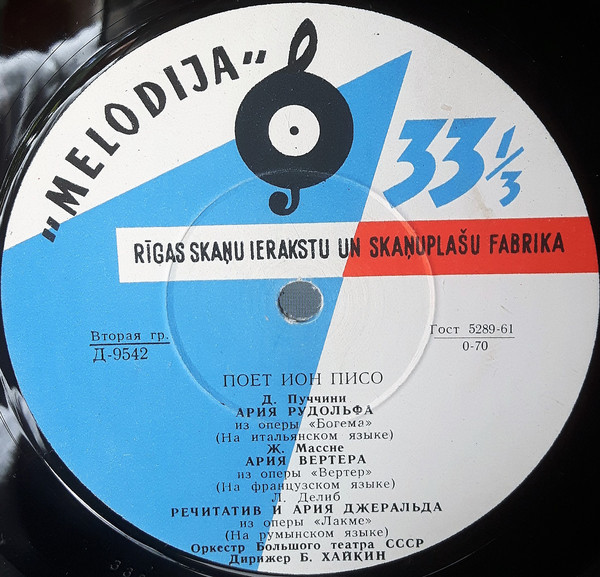 „MELODIJA“
33 1/3
RĪGAS SKAŅU IERAKSTU UN SKAŅUPLAŠU FABRIKA
Вторая гр.
Д-9542
Гост 5289-61
0-70
ПОЕТ ИОН ПИСО
Д. Пуччини
АРИЯ РУДОЛЬФА
из оперы «Богема»
(На итальянском языке)
Ж. Массне
АРИЯ ВЕРТЕРА
из оперы «Вертер»
(На французском языке)
Л. Делиб
РЕЧИТАТИВ И АРИЯ ДЖЕРАЛЬДА
из оперы «Лакме»
(На румынском языке)
Оркестр Большого театра СССР
Дирижер Б. ХАЙКИН